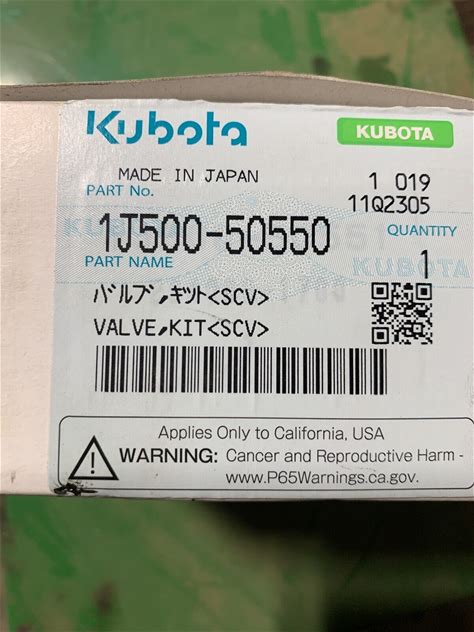 Kubota
KUBOTA
MADE IN JAPAN
1 019
PART No.
11Q2305
1J500-50550
QUANTITY
KUBOTA
KUBOTA
PART NAME
1
バルブ,キット<SCV>
VALVE,KIT<SCV>
Applies Only to California, USA
WARNING: Cancer and Reproductive Harm -
www.P65Warnings.ca.gov.